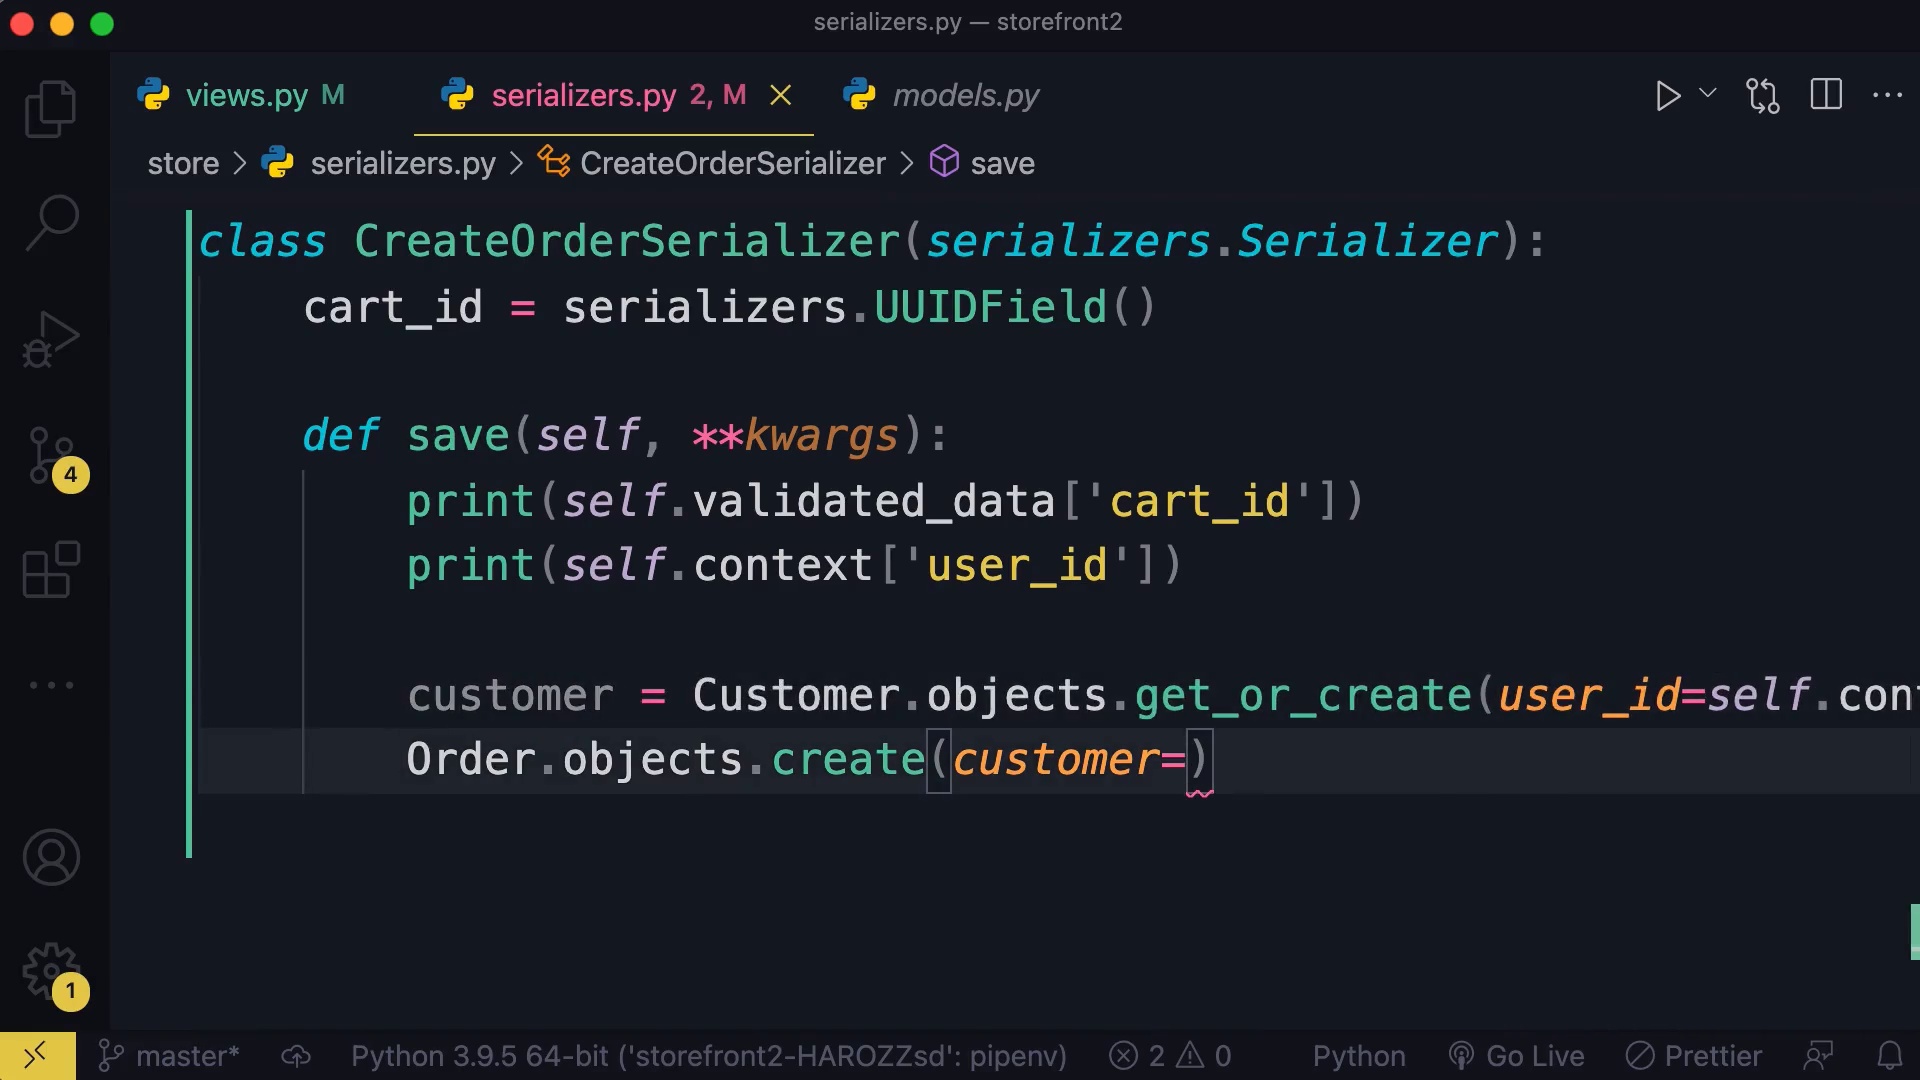 serializers.py — storefront2
views.py M serializers.py 2, M models.py
store > serializers.py > CreateOrderSerializer > save
class CreateOrderSerializer(serializers.Serializer):
cart_id = serializers.UUIDField()
def save(self, **kwargs):
print(self.validated_data['cart_id'])
print(self.context['user_id'])
customer = Customer.objects.get_or_create(user_id=self.con
Order.objects.create(customer=)
4
1
master* Python 3.9.5 64-bit ('storefront2-HAROZZsd': pipenv) 2 0 Python Go Live Prettier